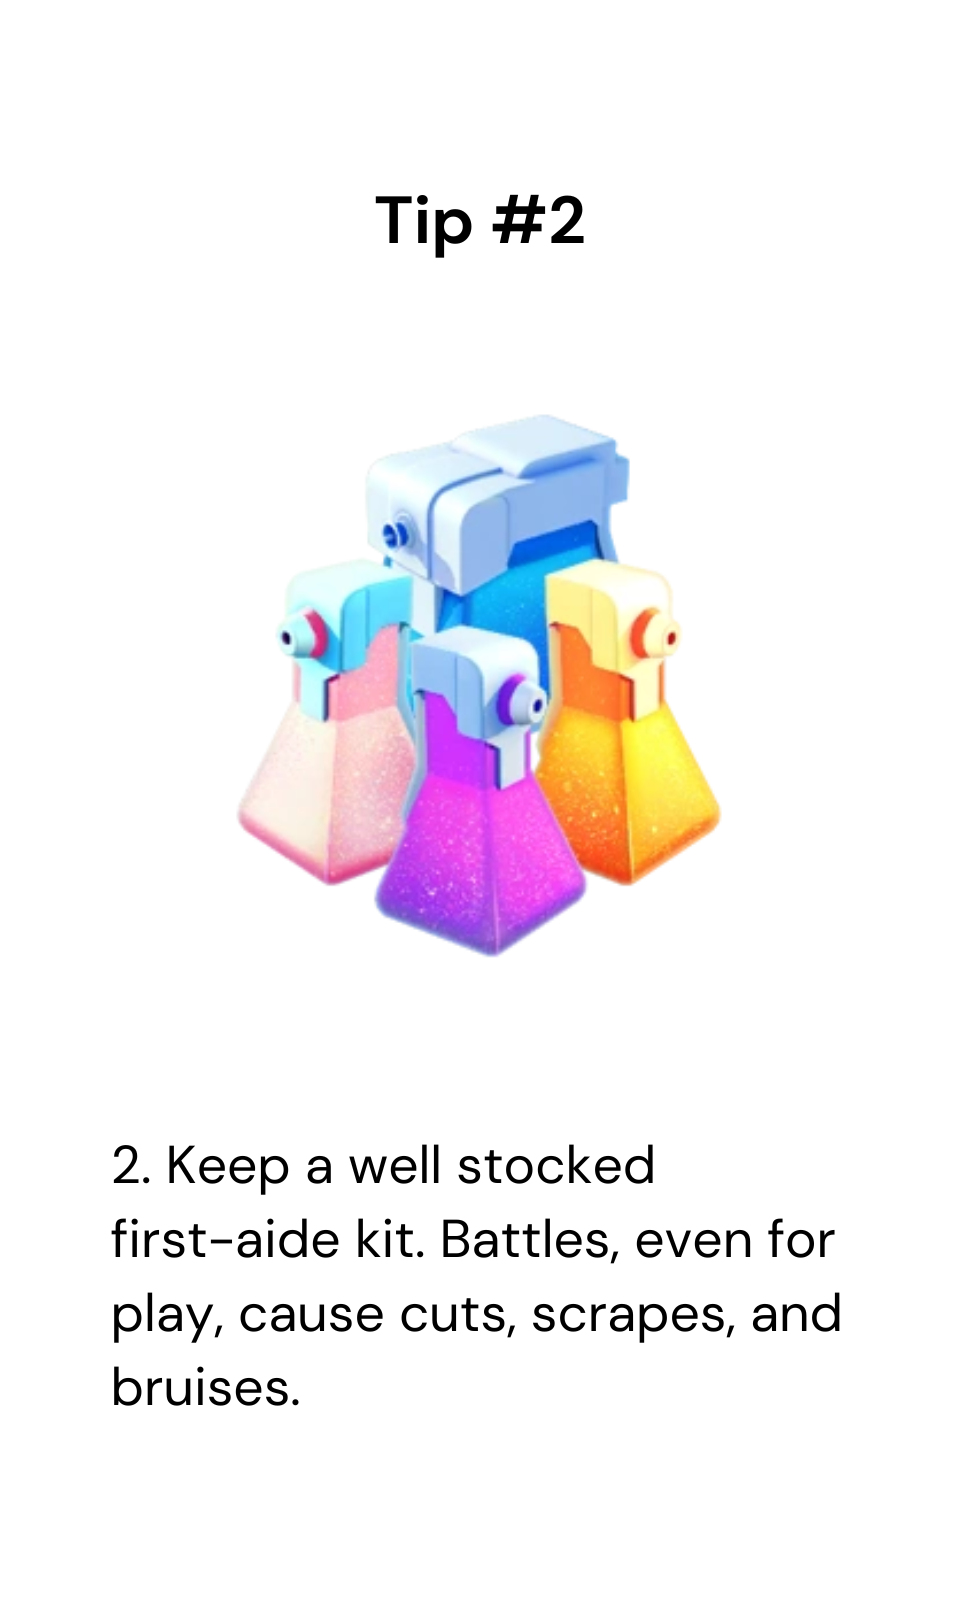 Tip #2
2. Keep a well stocked
first-aide kit. Battles, even for
play, cause cuts, scrapes, and
bruises.